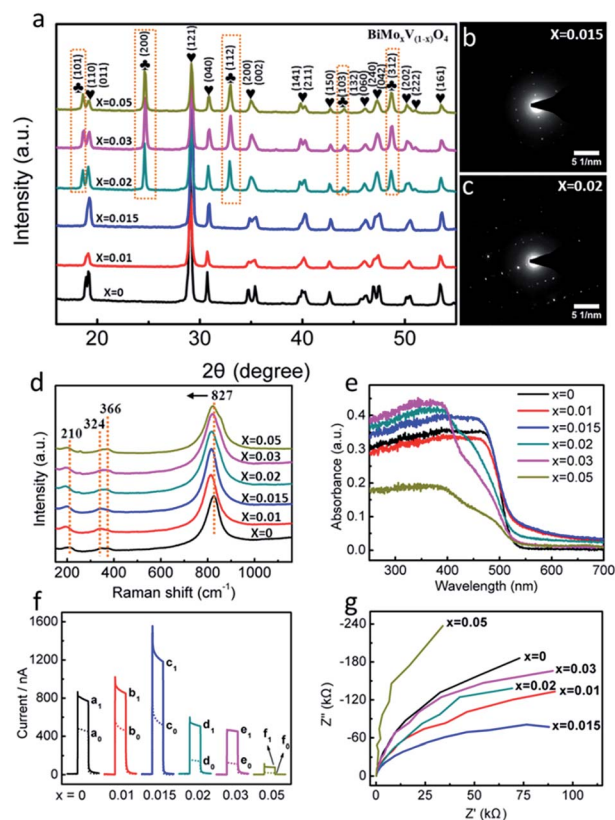 a
BiMoxV(1-x)O4
(101)
(110)
(011)
(200)
(121)
(040)
(112)
(200)
(002)
(141)
(211)
(150)
(103)
(132)
(060)
(240)
(042)
(312)
(202)
(222)
(161)
X=0.05
X=0.03
X=0.02
X=0.015
X=0.01
X=0
Intensity (a.u.)
20 30 40 50
2θ (degree)
b
X=0.015
5 1/nm
c
X=0.02
5 1/nm
d
210
324
366
827
X=0.05
X=0.03
X=0.02
X=0.015
X=0.01
X=0
Intensity (a.u.)
200 400 600 800 1000
Raman shift (cm-1)
e
x=0
x=0.01
x=0.015
x=0.02
x=0.03
x=0.05
Absorbance (a.u.)
0.4
0.3
0.2
0.1
0.0
300 400 500 600 700
Wavelength (nm)
f
Current / nA
1600
1200
800
400
0
a1
a0
b1
b0
c1
c0
d1
d0
e1
e0
f1
f0
x = 0 0.01 0.015 0.02 0.03 0.05
g
Z'' (kΩ)
-240
-180
-120
-60
0
x=0.05
x=0
x=0.03
x=0.02
x=0.01
x=0.015
0 25 50 75 100
Z' (kΩ)